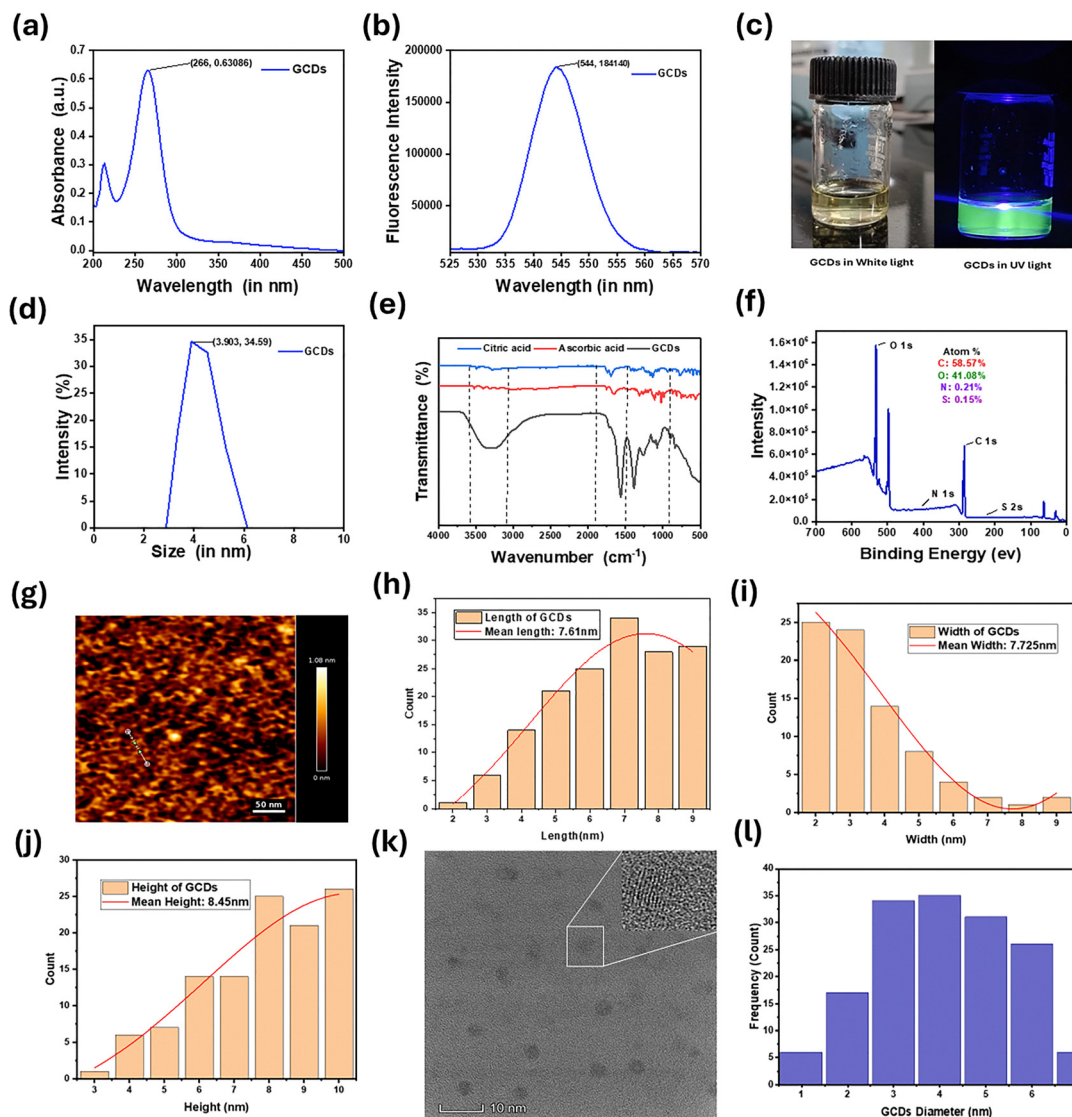 (a)
0.7
0.6
0.5
0.4
0.3
0.2
0.1
0.0
Absorbance (a.u.)
(266, 0.63086)
GCDs
200 250 300 350 400 450 500
Wavelength (in nm)
(b)
200000
150000
100000
50000
Fluorescence Intensity
(544, 184140)
GCDs
525 530 535 540 545 550 555 560 565 570
Wavelength (in nm)
(c)
GCDs in White light
GCDs in UV light
(d)
35
30
25
20
15
10
5
0
Intensity (%)
(3.903, 34.59)
GCDs
0 2 4 6 8 10
Size (in nm)
(e)
Citric acid Ascorbic acid GCDs
Transmittance (%)
4000 3500 3000 2500 2000 1500 1000 500
Wavenumber (cm⁻¹)
(f)
1.6×10⁶
1.4×10⁶
1.2×10⁶
1.0×10⁶
8.0×10⁵
6.0×10⁵
4.0×10⁵
2.0×10⁵
0.0
Intensity
O 1s
Atom %
C: 58.57%
O: 41.08%
N: 0.21%
S: 0.15%
C 1s
N 1s
S 2s
700 600 500 400 300 200 100 0
Binding Energy (ev)
(g)
1.08 nm
0 nm
50 nm
(h)
35
30
25
20
15
10
5
0
Count
Length of GCDs
Mean length: 7.61nm
2 3 4 5 6 7 8 9
Length(nm)
(i)
30
25
20
15
10
5
0
Count
Width of GCDs
Mean Width: 7.725nm
2 3 4 5 6 7 8 9
Width (nm)
(j)
30
25
20
15
10
5
0
Count
Height of GCDs
Mean Height: 8.45nm
3 4 5 6 7 8 9 10
Height (nm)
(k)
10 nm
(l)
45
40
35
30
25
20
15
10
5
0
Frequency (Count)
1 2 3 4 5 6
GCDs Diameter (nm)